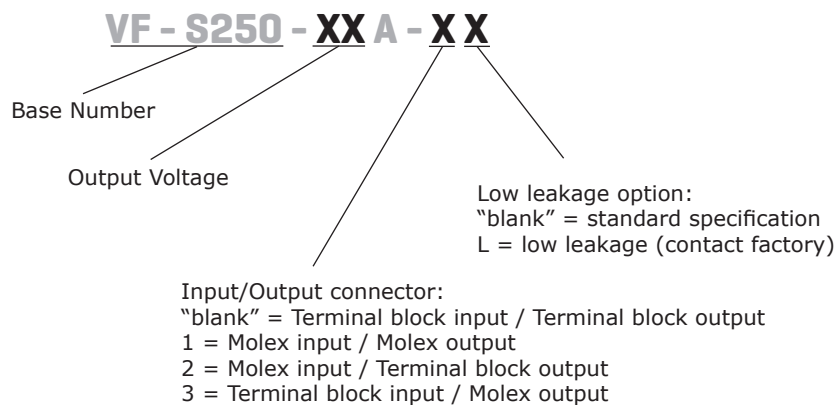 VF - S250 - XX A - X X
Base Number
Output Voltage
Low leakage option:
“blank” = standard specification
L = low leakage (contact factory)
Input/Output connector:
“blank” = Terminal block input / Terminal block output
1 = Molex input / Molex output
2 = Molex input / Terminal block output
3 = Terminal block input / Molex output